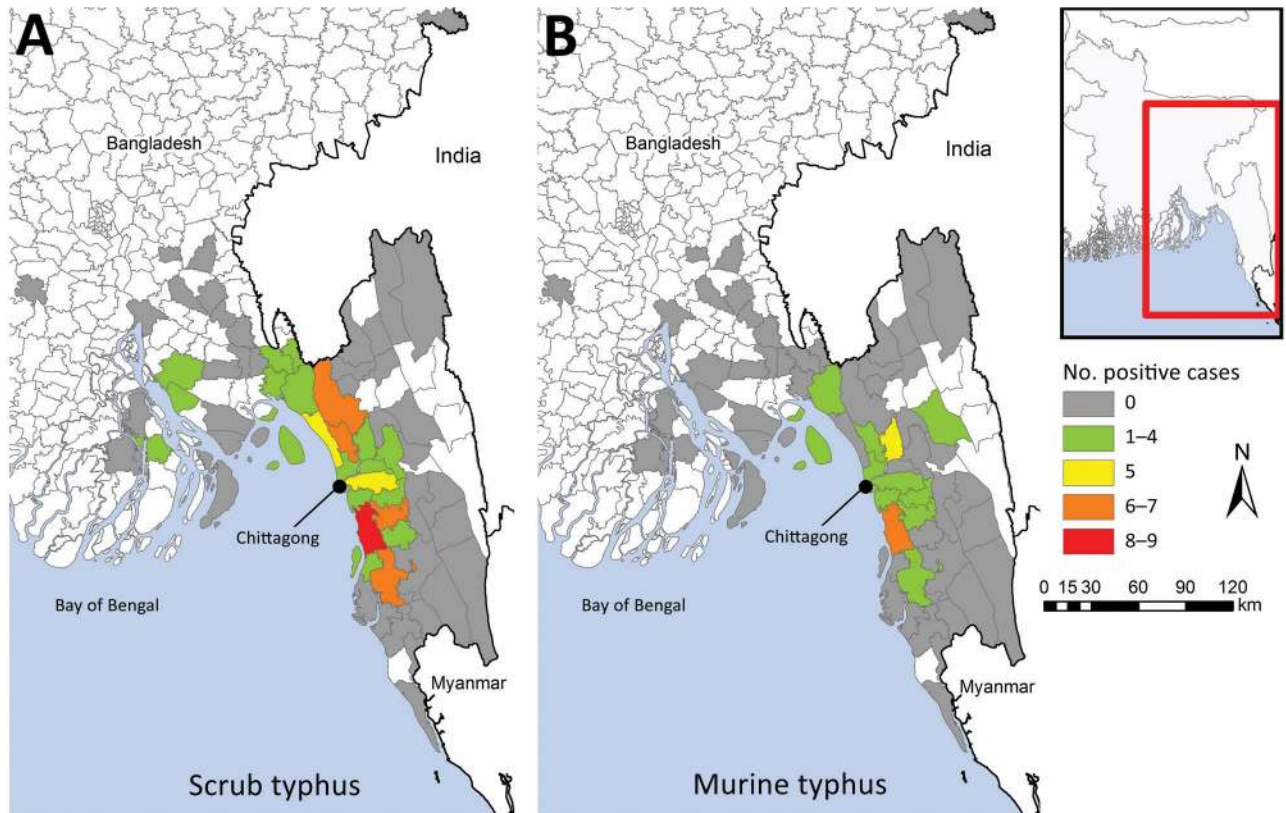 A
Bangladesh
India
Chittagong
Bay of Bengal
Myanmar
Scrub typhus
B
Bangladesh
India
Chittagong
Bay of Bengal
Myanmar
Murine typhus
No. positive cases
0
1–4
5
6–7
8–9
N
0 15 30 60 90 120
km